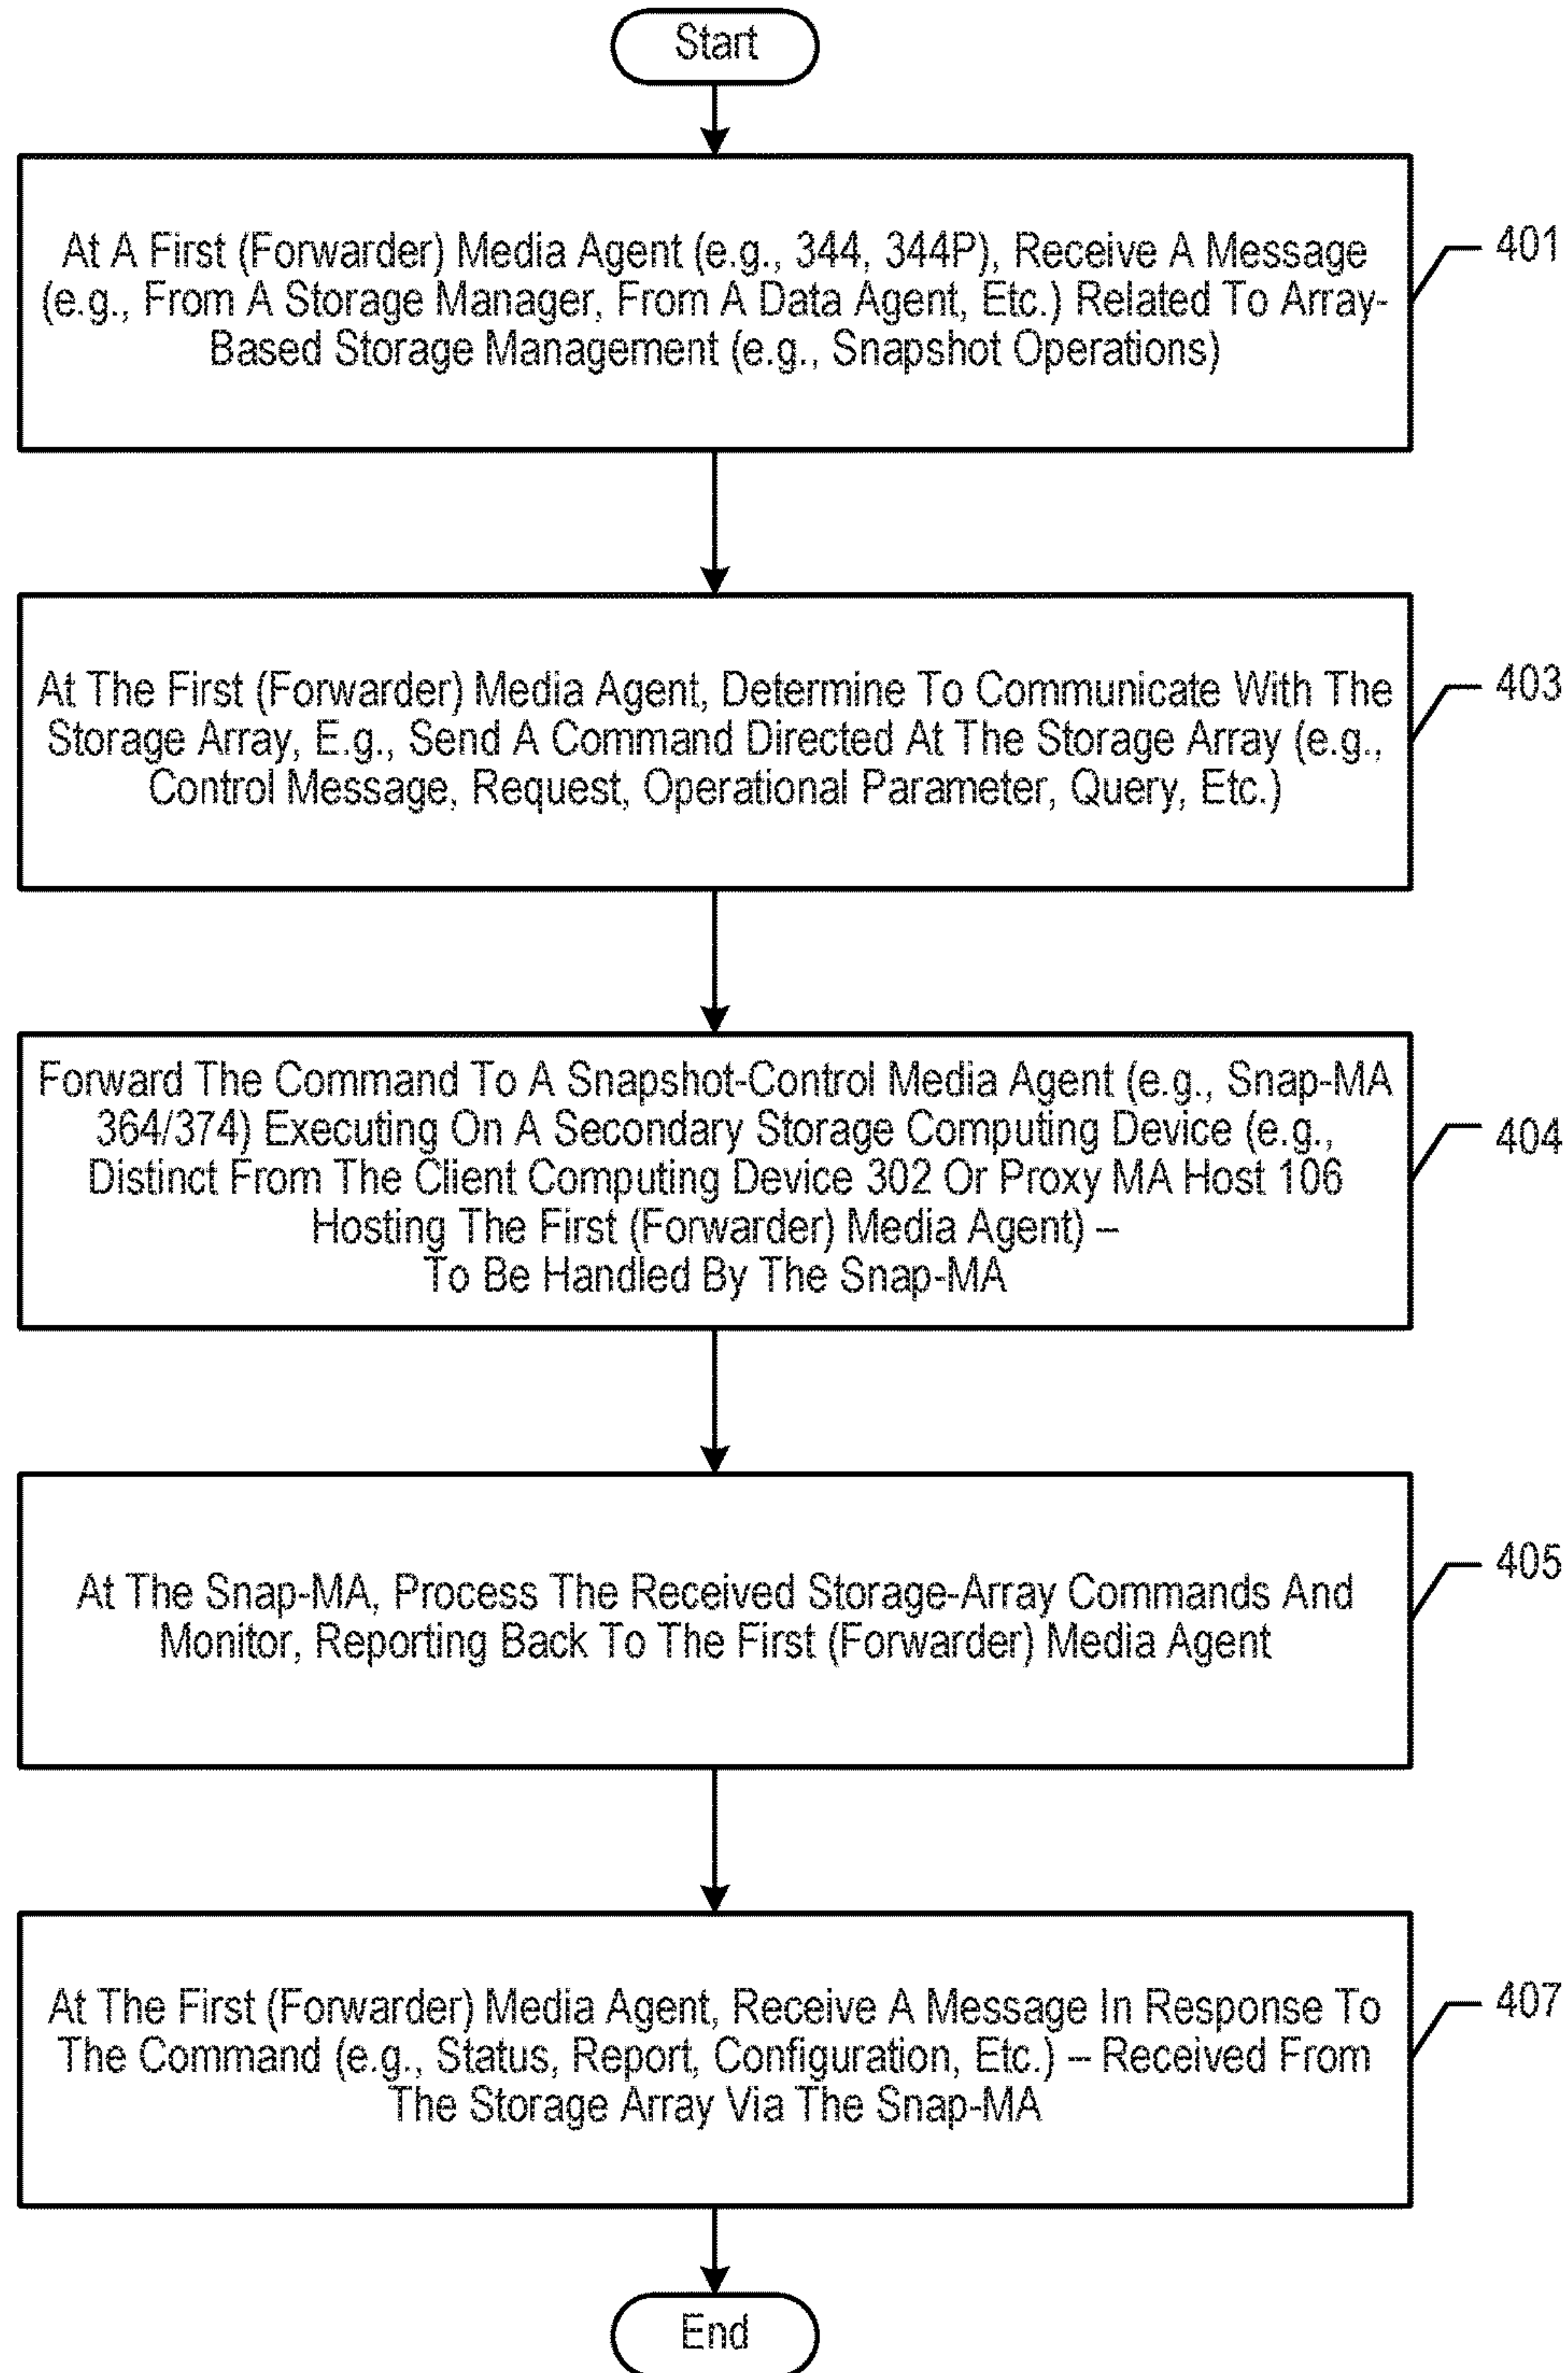 Start
At A First (Forwarder) Media Agent (e.g., 344, 344P), Receive A Message
(e.g., From A Storage Manager, From A Data Agent, Etc.) Related To Array-
Based Storage Management (e.g., Snapshot Operations)
401
At The First (Forwarder) Media Agent, Determine To Communicate With The
Storage Array, E.g., Send A Command Directed At The Storage Array (e.g.,
Control Message, Request, Operational Parameter, Query, Etc.)
403
Forward The Command To A Snapshot-Control Media Agent (e.g., Snap-MA
364/374) Executing On A Secondary Storage Computing Device (e.g.,
Distinct From The Client Computing Device 302 Or Proxy MA Host 106
Hosting The First (Forwarder) Media Agent) –
To Be Handled By The Snap-MA
404
At The Snap-MA, Process The Received Storage-Array Commands And
Monitor, Reporting Back To The First (Forwarder) Media Agent
405
At The First (Forwarder) Media Agent, Receive A Message In Response To
The Command (e.g., Status, Report, Configuration, Etc.) – Received From
The Storage Array Via The Snap-MA
407
End